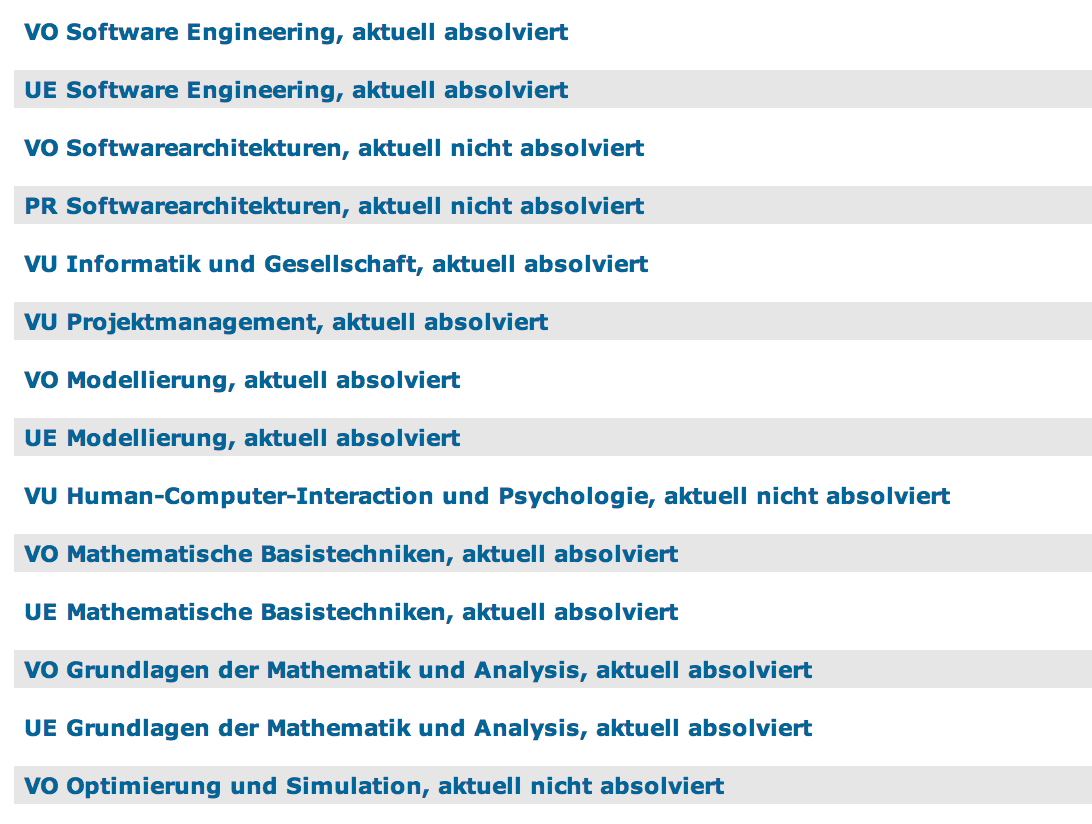 VO Software Engineering, aktuell absolviert
UE Software Engineering, aktuell absolviert
VO Softwarearchitekturen, aktuell nicht absolviert
PR Softwarearchitekturen, aktuell nicht absolviert
VU Informatik und Gesellschaft, aktuell absolviert
VU Projektmanagement, aktuell absolviert
VO Modellierung, aktuell absolviert
UE Modellierung, aktuell absolviert
VU Human-Computer-Interaction und Psychologie, aktuell nicht absolviert
VO Mathematische Basistechniken, aktuell absolviert
UE Mathematische Basistechniken, aktuell absolviert
VO Grundlagen der Mathematik und Analysis, aktuell absolviert
UE Grundlagen der Mathematik und Analysis, aktuell absolviert
VO Optimierung und Simulation, aktuell nicht absolviert